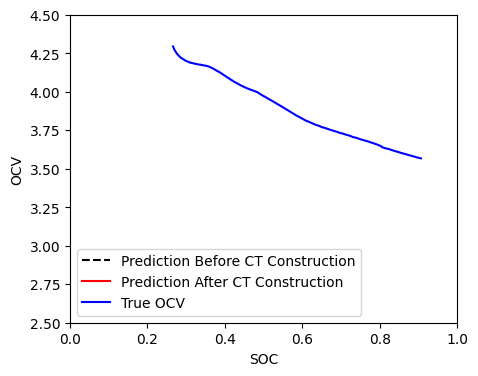 4.50
4.25
4.00
3.75
3.50
3.25
3.00
2.75
2.50
OCV
Prediction Before CT Construction
Prediction After CT Construction
True OCV
0.0 0.2 0.4 0.6 0.8 1.0
SOC